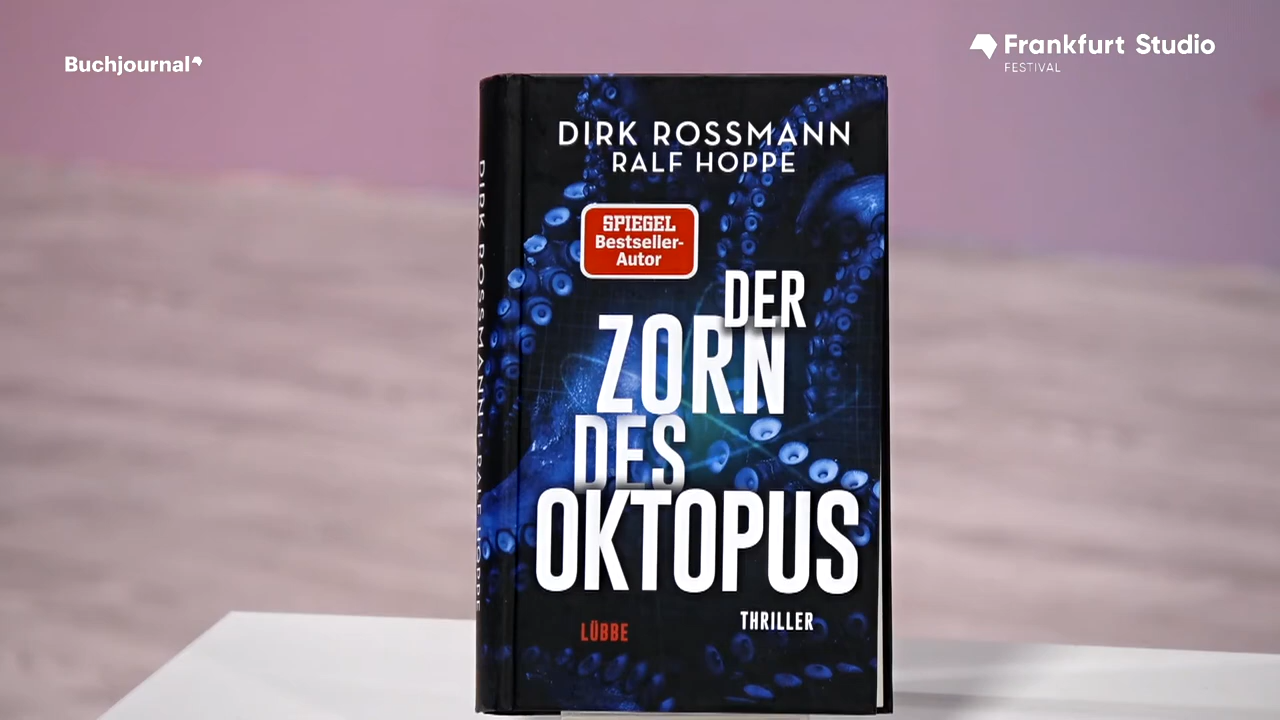 Buchjournal
Frankfurt Studio
FESTIVAL
DIRK ROSSMANN
RALF HOPPE
SPIEGEL
Bestseller-
Autor
DER
ZORN
DES
OKTOPUS
THRILLER
LÜBBE
DIRK ROSSMANN | RALF HOPPE